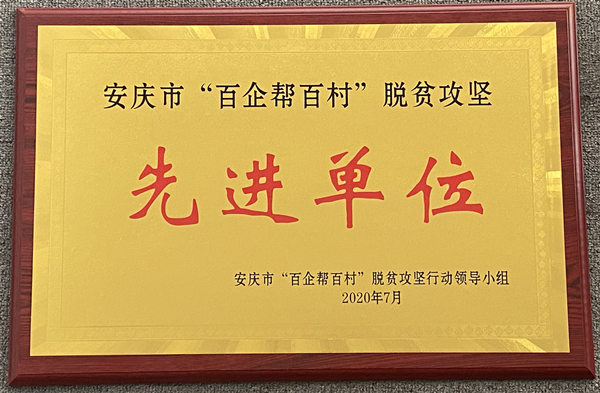 安庆市“百企帮百村”脱贫攻坚
先进单位
安庆市“百企帮百村”脱贫攻坚行动领导小组
2020年7月